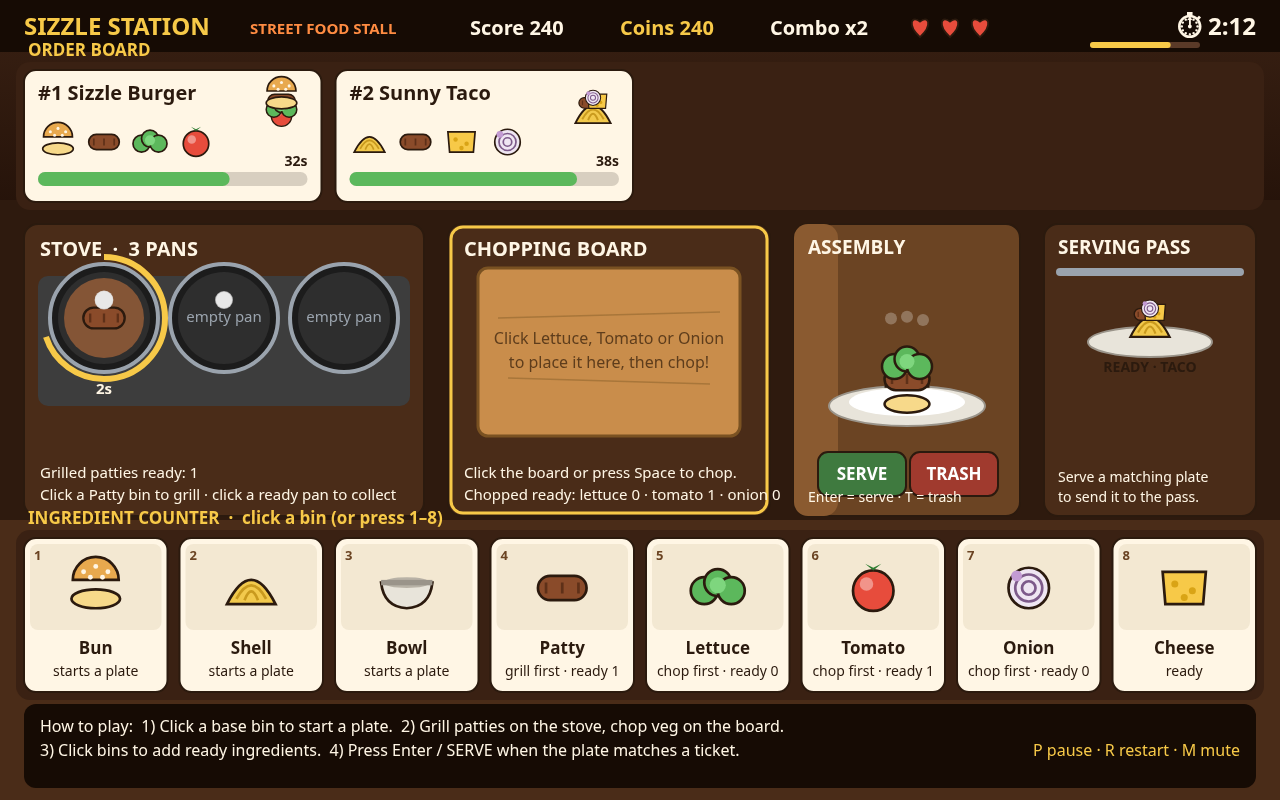 SIZZLE STATION
STREET FOOD STALL
Score 240
Coins 240
Combo x2
2:12
ORDER BOARD
#1 Sizzle Burger
32s
#2 Sunny Taco
38s
STOVE · 3 PANS
empty pan
empty pan
2s
Grilled patties ready: 1
Click a Patty bin to grill · click a ready pan to collect
CHOPPING BOARD
Click Lettuce, Tomato or Onion
to place it here, then chop!
Click the board or press Space to chop.
Chopped ready: lettuce 0 · tomato 1 · onion 0
ASSEMBLY
SERVE
TRASH
Enter = serve · T = trash
SERVING PASS
READY · TACO
Serve a matching plate
to send it to the pass.
INGREDIENT COUNTER · click a bin (or press 1–8)
1
Bun
starts a plate
2
Shell
starts a plate
3
Bowl
starts a plate
4
Patty
grill first · ready 1
5
Lettuce
chop first · ready 0
6
Tomato
chop first · ready 1
7
Onion
chop first · ready 0
8
Cheese
ready
How to play: 1) Click a base bin to start a plate. 2) Grill patties on the stove, chop veg on the board.
3) Click bins to add ready ingredients. 4) Press Enter / SERVE when the plate matches a ticket.
P pause · R restart · M mute